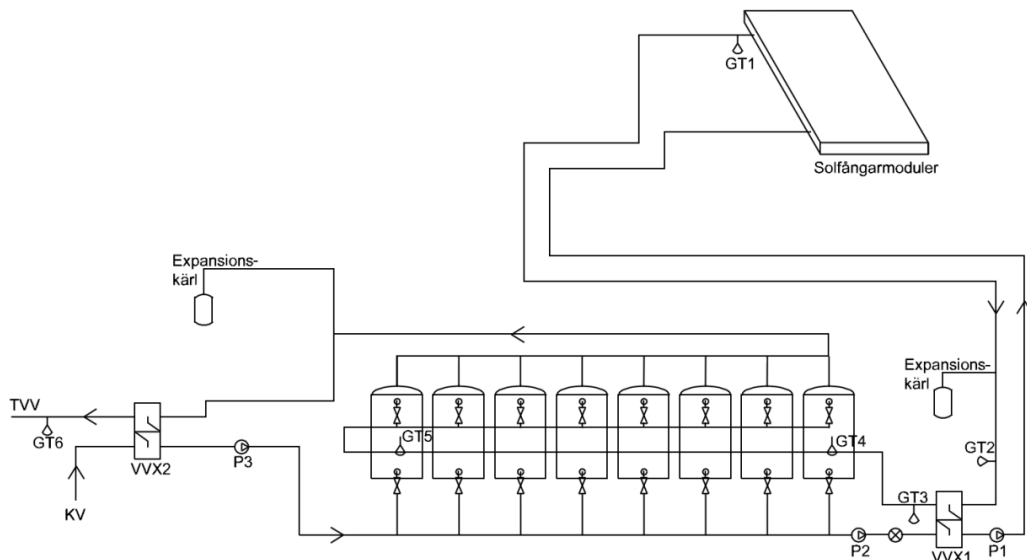 GT1
Solfångarmoduler
Expansions-
kärl
Expansions-
kärl
TVV
GT6
VVX2
KV
P3
GT5
GT4
GT2
GT3
P2
VVX1
P1